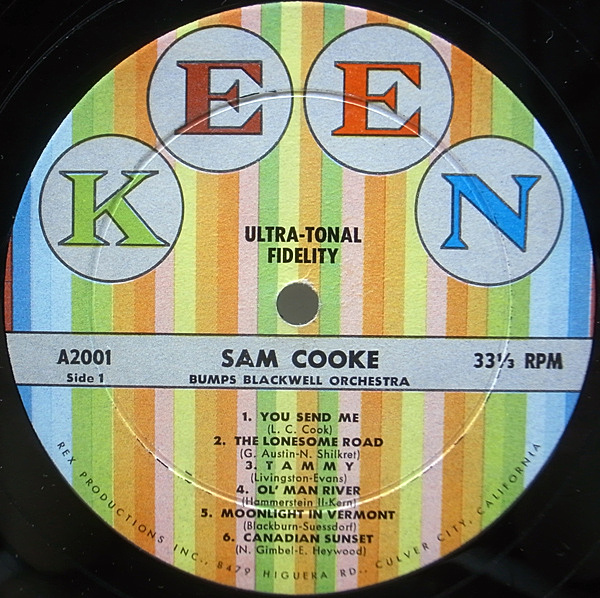 KEEN
ULTRA-TONAL
FIDELITY
A2001 SAM COOKE 33⅓ RPM
Side 1 BUMPS BLACKWELL ORCHESTRA
1. YOU SEND ME
(L. C. Cook)
2. THE LONESOME ROAD
(G. Austin-N. Shilkret)
3. T A M M Y
(Livingston-Evans)
4. OL' MAN RIVER
(Hammerstein II-Kern)
5. MOONLIGHT IN VERMONT
(Blackburn-Suessdorf)
6. CANADIAN SUNSET
(N. Gimbel-E. Heywood)
REX PRODUCTIONS INC., 8479 HIGUERA RD., CULVER CITY, CALIFORNIA